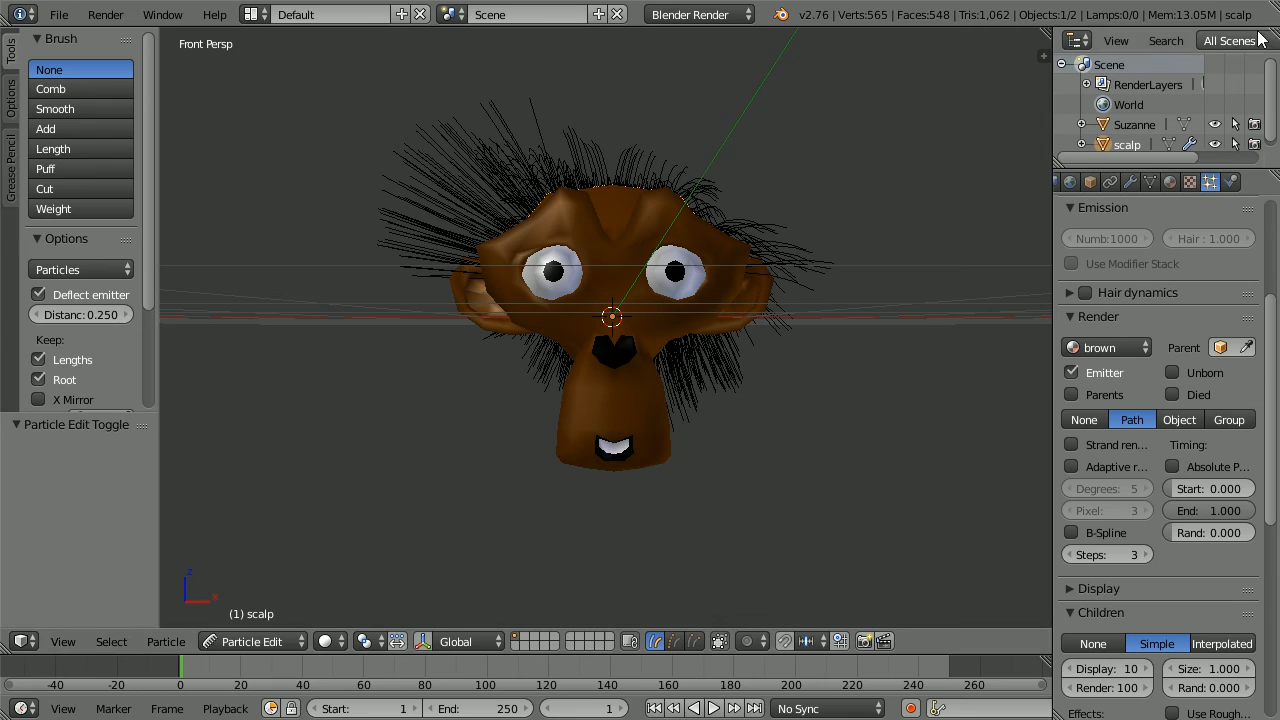 File Render Window Help Default Scene Blender Render v2.76 | Verts:565 | Faces:548 | Tris:1,062 | Objects:1/2 | Lamps:0/0 | Mem:13.05M | scalp
Tools
Options
Grease Pencil
Brush
None
Comb
Smooth
Add
Length
Puff
Cut
Weight
Options
Particles
Deflect emitter
Distanc: 0.250
Keep:
Lengths
Root
X Mirror
Particle Edit Toggle
Front Persp
z
x
(1) scalp
View Select Particle Particle Edit Global
-40 -20 0 20 40 60 80 100 120 140 160 180 200 220 240 260
View Marker Frame Playback Start: 1 End: 250 1 No Sync
View Search All Scenes
Scene
RenderLayers |
World
Suzanne |
scalp |
Emission
Numb:1000 Hair : 1.000
Use Modifier Stack
Hair dynamics
Render
brown Parent
Emitter Unborn
Parents Died
None Path Object Group
Strand ren... Timing:
Adaptive r... Absolute P...
Degrees: 5 Start: 0.000
Pixel: 3 End: 1.000
B-Spline Rand: 0.000
Steps: 3
Display
Children
None Simple Interpolated
Display: 10 Size: 1.000
Render: 100 Rand: 0.000
Effects: Use Rough...